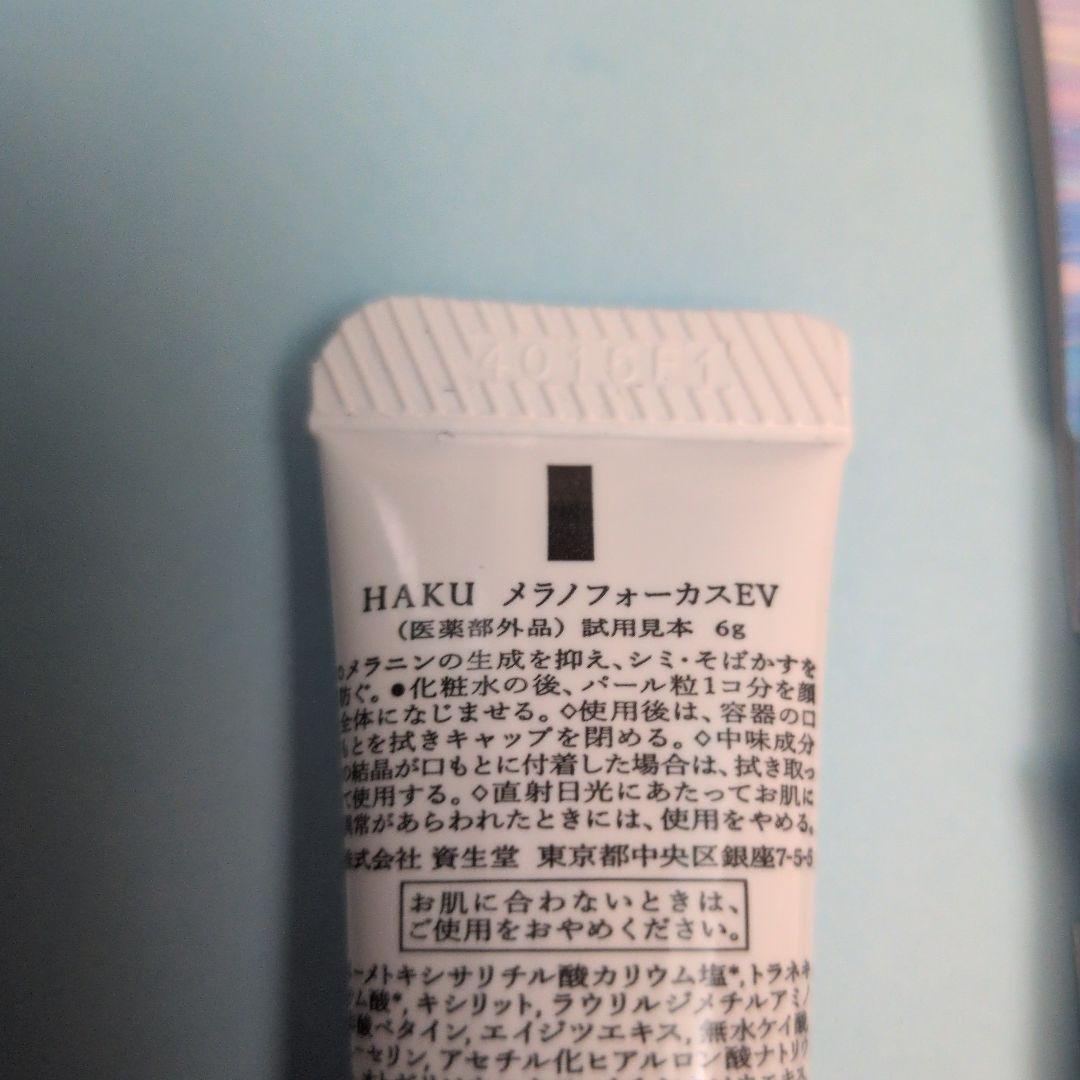 4016F1
HAKU メラノフォーカスEV
（医薬部外品）試用見本 6g
メラニンの生成を抑え、シミ・そばかすを
防ぐ。●化粧水の後、パール粒1コ分を顔
全体になじませる。◇使用後は、容器の口
もとを拭きキャップを閉める。◇中味成分
の結晶が口もとに付着した場合は、拭き取っ
て使用する。◇直射日光にあたってお肌に
異常があらわれたときには、使用をやめる。
株式会社 資生堂 東京都中央区銀座7-5-5
お肌に合わないときは、
ご使用をおやめください。
ーメトキシサリチル酸カリウム塩*,トラネキ
ム酸*,キシリット,ラウリルジメチルアミノ
酸ベタイン,エイジツエキス,無水ケイ酸,
セリン,アセチル化ヒアルロン酸ナトリウ